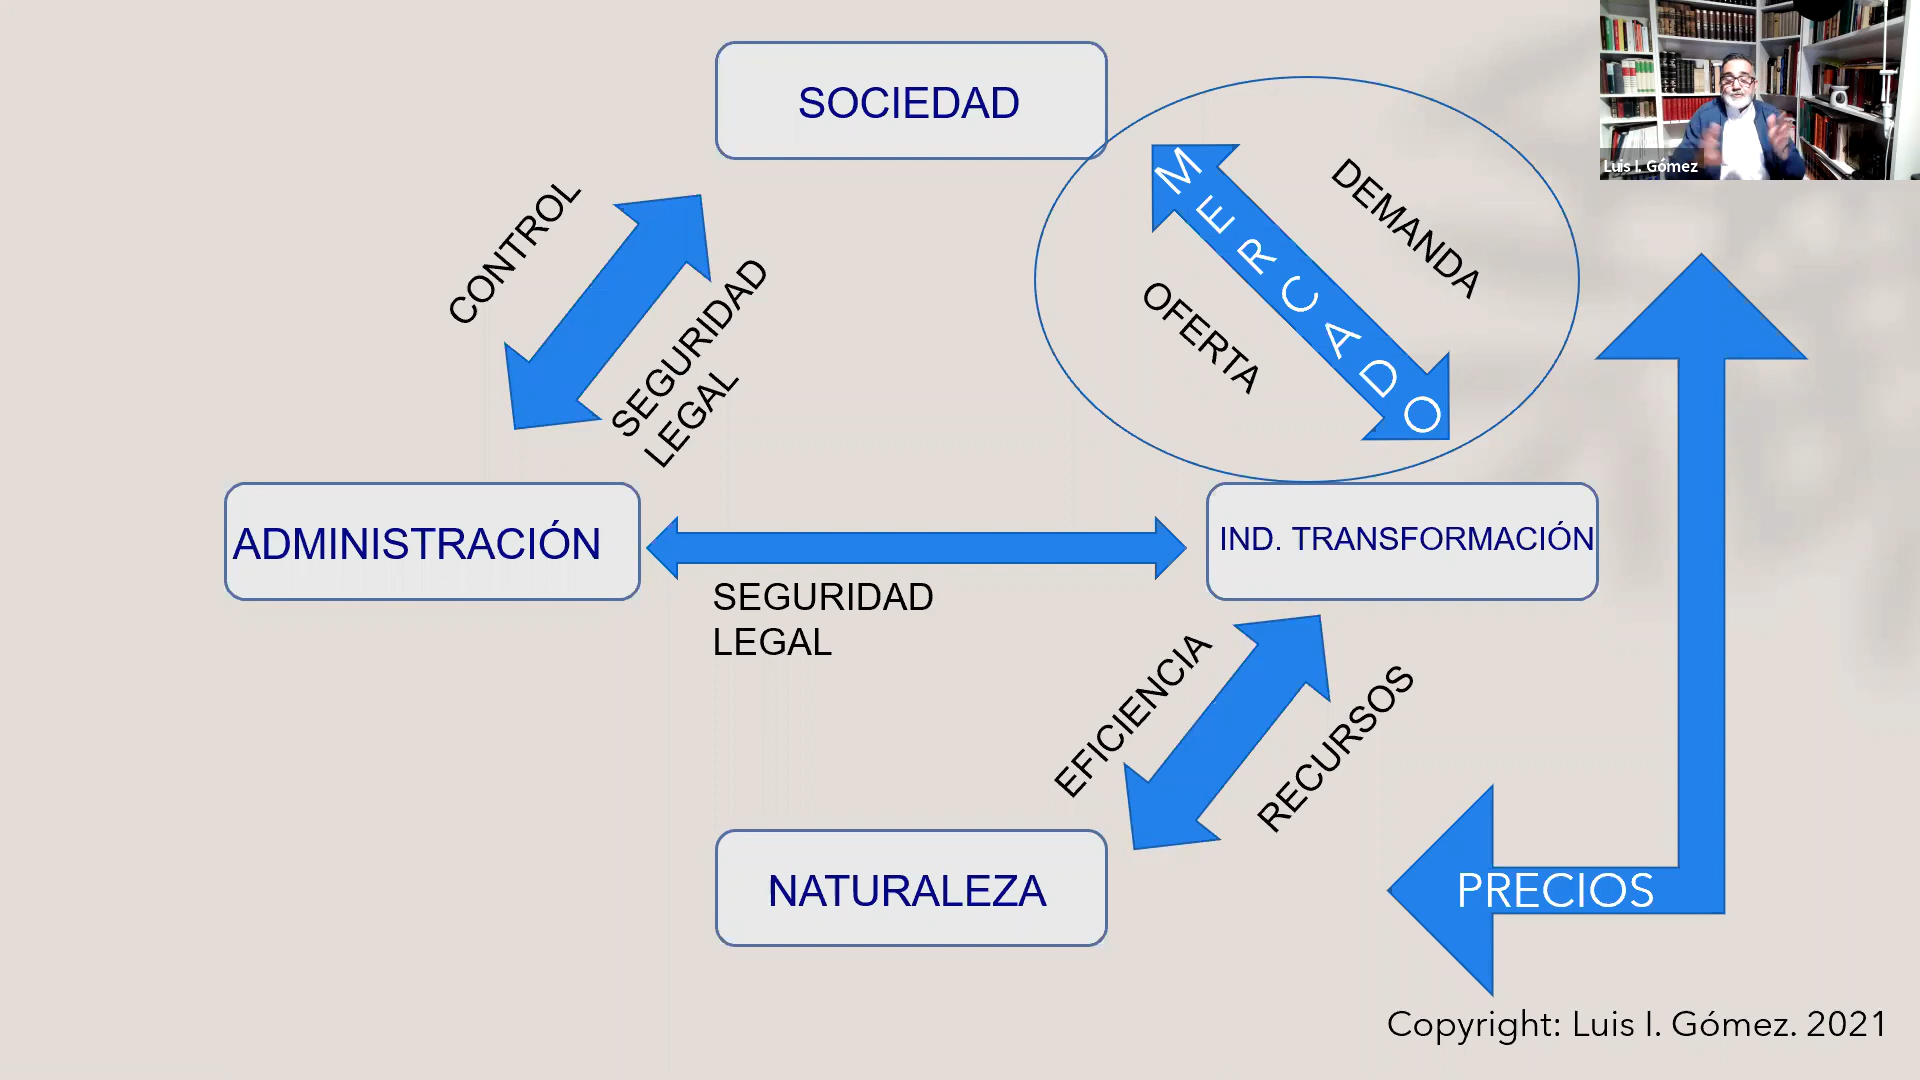 SOCIEDAD
Luis I. Gómez
CONTROL
SEGURIDAD
LEGAL
MERCADO
DEMANDA
OFERTA
ADMINISTRACIÓN
SEGURIDAD
LEGAL
IND. TRANSFORMACIÓN
EFICIENCIA
RECURSOS
NATURALEZA
PRECIOS
Copyright: Luis I. Gómez. 2021